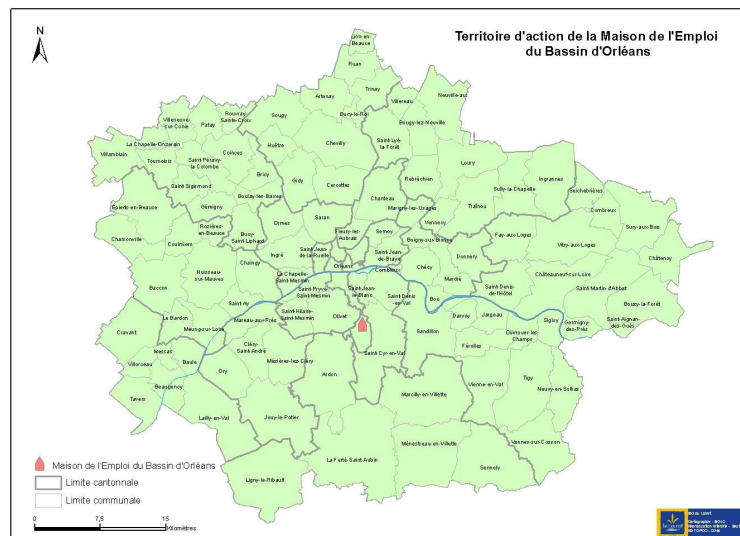 N
Territoire d'action de la Maison de l'Emploi
du Bassin d'Orléans
Lion-en-
Beauce
Ruan
Trinay
Artenay
Neuville-aux
Villereau
Bucy-le-Roi
Bougy-lez-Neuville
Sougy
Rouvray-
Sainte-Croix
Patay
Villeneuve-
sur-Conie
Chevilly
Saint-Lyé
la-Forêt
Huêtre
La Chapelle-Onzerain
Villamblain
Tournoisis
Coinces
Saint-Péravy
la Colombe
Bricy
Gidy
Cercottes
Loury
Rebréchien
Ingrannes
Sully-la Chapelle
Seichebrières
Saint-Sigismond
Boulay-les-Barres
Chanteau
Traînou
Combreux
Gémigny
Marigny-les-Usages
Vennecy
Épieds-en-Beauce
Rozières-
en-Beauce
Bucy-
Saint-Liphard
Ormes
Saran
Fleury-les-
Aubrais
Semoy
Boigny-sur-Bionne
Fay-aux-Loges
Sury-aux-Bois
Charsonville
Coulmiers
Ingré
Saint-Jean-
de-la Ruelle
Saint-Jean
de-Braye
Donnery
Vitry-aux-Loges
Châtenoy
Chaingy
Orléans
Combleux
Chécy
Mardié
Huisseau
sur-Mauves
La Chapelle-
Saint-Mesmin
Châteauneuf-sur-Loire
Saint-Denis
de-l'Hôtel
Saint-Martin d'Abbat
Baccon
Saint-Pryvé
Saint-Mesmin
Saint-Jean-
le-Blanc
Saint-Denis
en-Val
Bou
Bouzy-la-Forêt
Saint-Ay
Saint-Hilaire-
Saint-Mesmin
Olivet
Darvoy
Jargeau
Sigloy
Germigny-
des-Prés
Saint-Aignan-
des-Gués
La Bardon
Mareau-aux-Prés
Meung-sur-Loire
Sandillon
Cravant
Férolles
Messas
Cléry-
Saint-André
Saint-Cyr-en-Val
Baule
Mézières-lez Cléry
Villorceau
Dry
Ardon
Tigy
Beaugency
Vienne-en-Val
Neuvy-en-Sullias
Tavers
Marcilly-en-Villette
Lailly-en-Val
Jouy-le-Potier
Ménestreau-en-Villette
Vannes-sur-Cosson
La Ferté-Saint-Aubin
Sennely
Ligny-le-Ribault
Maison de l'Emploi du Bassin d'Orléans
Limite cantonnale
Limite communale
0 7,5 15
Kilomètres